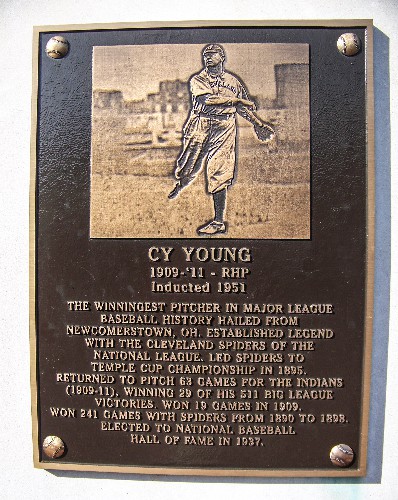 CY YOUNG
1909-'11 - RHP
Inducted 1951
THE WINNINGEST PITCHER IN MAJOR LEAGUE
BASEBALL HISTORY HAILED FROM
NEWCOMERSTOWN, OH. ESTABLISHED LEGEND
WITH THE CLEVELAND SPIDERS OF THE
NATIONAL LEAGUE. LED SPIDERS TO
TEMPLE CUP CHAMPIONSHIP IN 1895.
RETURNED TO PITCH 63 GAMES FOR THE INDIANS
(1909-11), WINNING 29 OF HIS 511 BIG LEAGUE
VICTORIES. WON 19 GAMES IN 1909.
WON 241 GAMES WITH SPIDERS FROM 1890 TO 1898.
ELECTED TO NATIONAL BASEBALL
HALL OF FAME IN 1937.